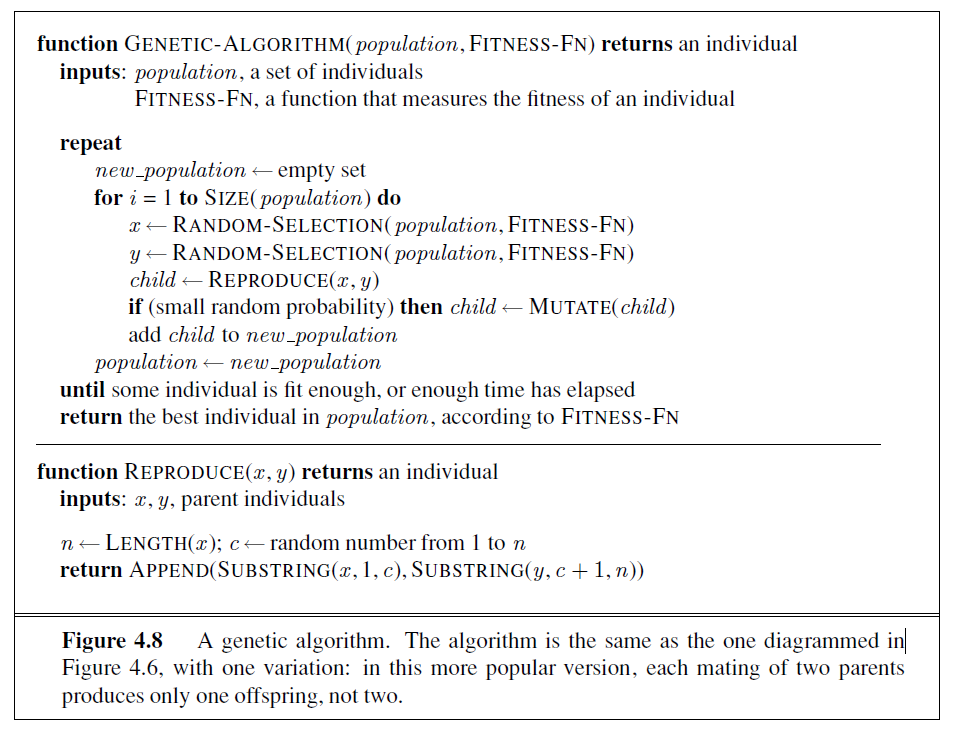 function GENETIC-ALGORITHM(population, FITNESS-FN) returns an individual
inputs: population, a set of individuals
FITNESS-FN, a function that measures the fitness of an individual
repeat
new_population ← empty set
for i = 1 to SIZE(population) do
x ← RANDOM-SELECTION(population, FITNESS-FN)
y ← RANDOM-SELECTION(population, FITNESS-FN)
child ← REPRODUCE(x, y)
if (small random probability) then child ← MUTATE(child)
add child to new_population
population ← new_population
until some individual is fit enough, or enough time has elapsed
return the best individual in population, according to FITNESS-FN
function REPRODUCE(x, y) returns an individual
inputs: x, y, parent individuals
n ← LENGTH(x); c ← random number from 1 to n
return APPEND(SUBSTRING(x, 1, c), SUBSTRING(y, c + 1, n))
Figure 4.8 A genetic algorithm. The algorithm is the same as the one diagrammed in
Figure 4.6, with one variation: in this more popular version, each mating of two parents
produces only one offspring, not two.